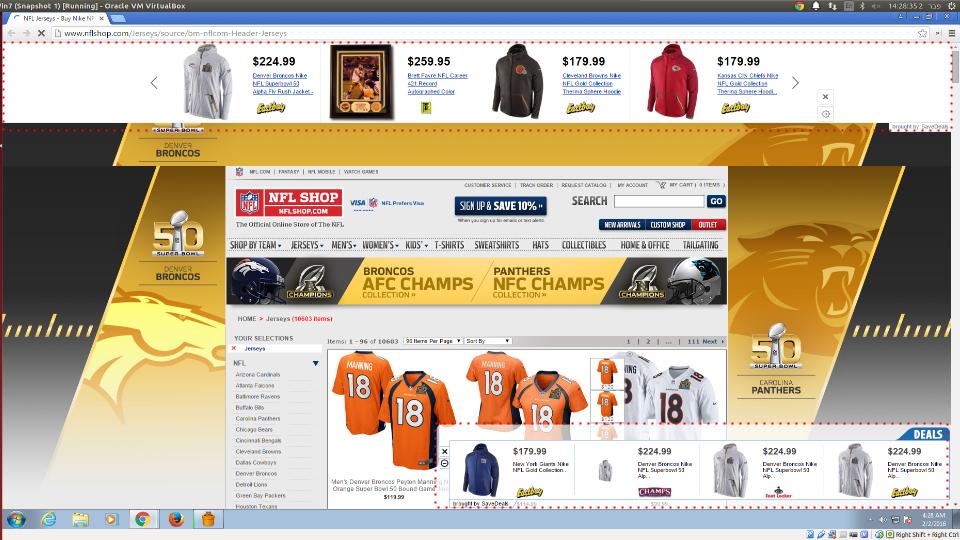 Win7 (Snapshot 1) [Running] - Oracle VM VirtualBox
En
14:28:35 2 פבר
NFL Jerseys - Buy Nike NF
www.nflshop.com/Jerseys/source/bm-nflcom-Header-Jerseys
$224.99
Denver Broncos Nike
NFL Superbowl 50
Alpha Fly Rush Jacket -
Eastbay
$259.95
Brett Favre NFL Career
421 Record
Autographed Color
$179.99
Cleveland Browns Nike
NFL Gold Collection
Therma Sphere Hoodie
Eastbay
$179.99
Kansas City Chiefs Nike
NFL Gold Collection
Therma Sphere Hoodi...
Eastbay
brought by SaveDeals
SUPER BOWL
DENVER
BRONCOS
NFL.COM | FANTASY | NFL MOBILE | WATCH GAMES
CUSTOMER SERVICE | TRACK ORDER | REQUEST CATALOG | MY ACCOUNT MY CART ( 0 ITEMS )
NFL SHOP
NFLSHOP.COM
VISA NFL Prefers Visa
The Official Online Store of The NFL
SIGN UP & SAVE 10%
When you sign up for emails or text alerts.
SEARCH
GO
NEW ARRIVALS CUSTOM SHOP OUTLET
SHOP BY TEAM JERSEYS MEN'S WOMEN'S KIDS' T-SHIRTS SWEATSHIRTS HATS COLLECTIBLES HOME & OFFICE TAILGATING
50
SUPER BOWL
DENVER
BRONCOS
CHAMPIONS
BRONCOS
AFC CHAMPS
COLLECTION »
PANTHERS
NFC CHAMPS
COLLECTION »
CHAMPIONS
HOME > Jerseys (10603 items)
YOUR SELECTIONS
Jerseys
NFL
Arizona Cardinals
Atlanta Falcons
Baltimore Ravens
Buffalo Bills
Carolina Panthers
Chicago Bears
Cincinnati Bengals
Cleveland Browns
Dallas Cowboys
Denver Broncos
Detroit Lions
Green Bay Packers
Houston Texans
Items: 1 - 96 of 10603 96 Items Per Page Sort By
1 | 2 | ... | 111 Next
MANNING
18
18
MANNING
18
18
18
Men's Denver Broncos Peyton Manning N
Orange Super Bowl 50 Bound Game
$119.99
50
SUPER BOWL
CAROLINA
PANTHERS
DEALS
$179.99
New York Giants Nike
NFL Gold Collection...
Eastbay
$224.99
Denver Broncos Nike
NFL Superbowl 50
Alp...
CHAMPS
$224.99
Denver Broncos Nike
NFL Superbowl 50
Alp...
Foot Locker
$224.99
Denver Broncos Nike
NFL Superbowl 50
Alp...
Eastbay
brought by SaveDeals
4:28 AM
2/2/2016
Right Shift + Right Ctrl